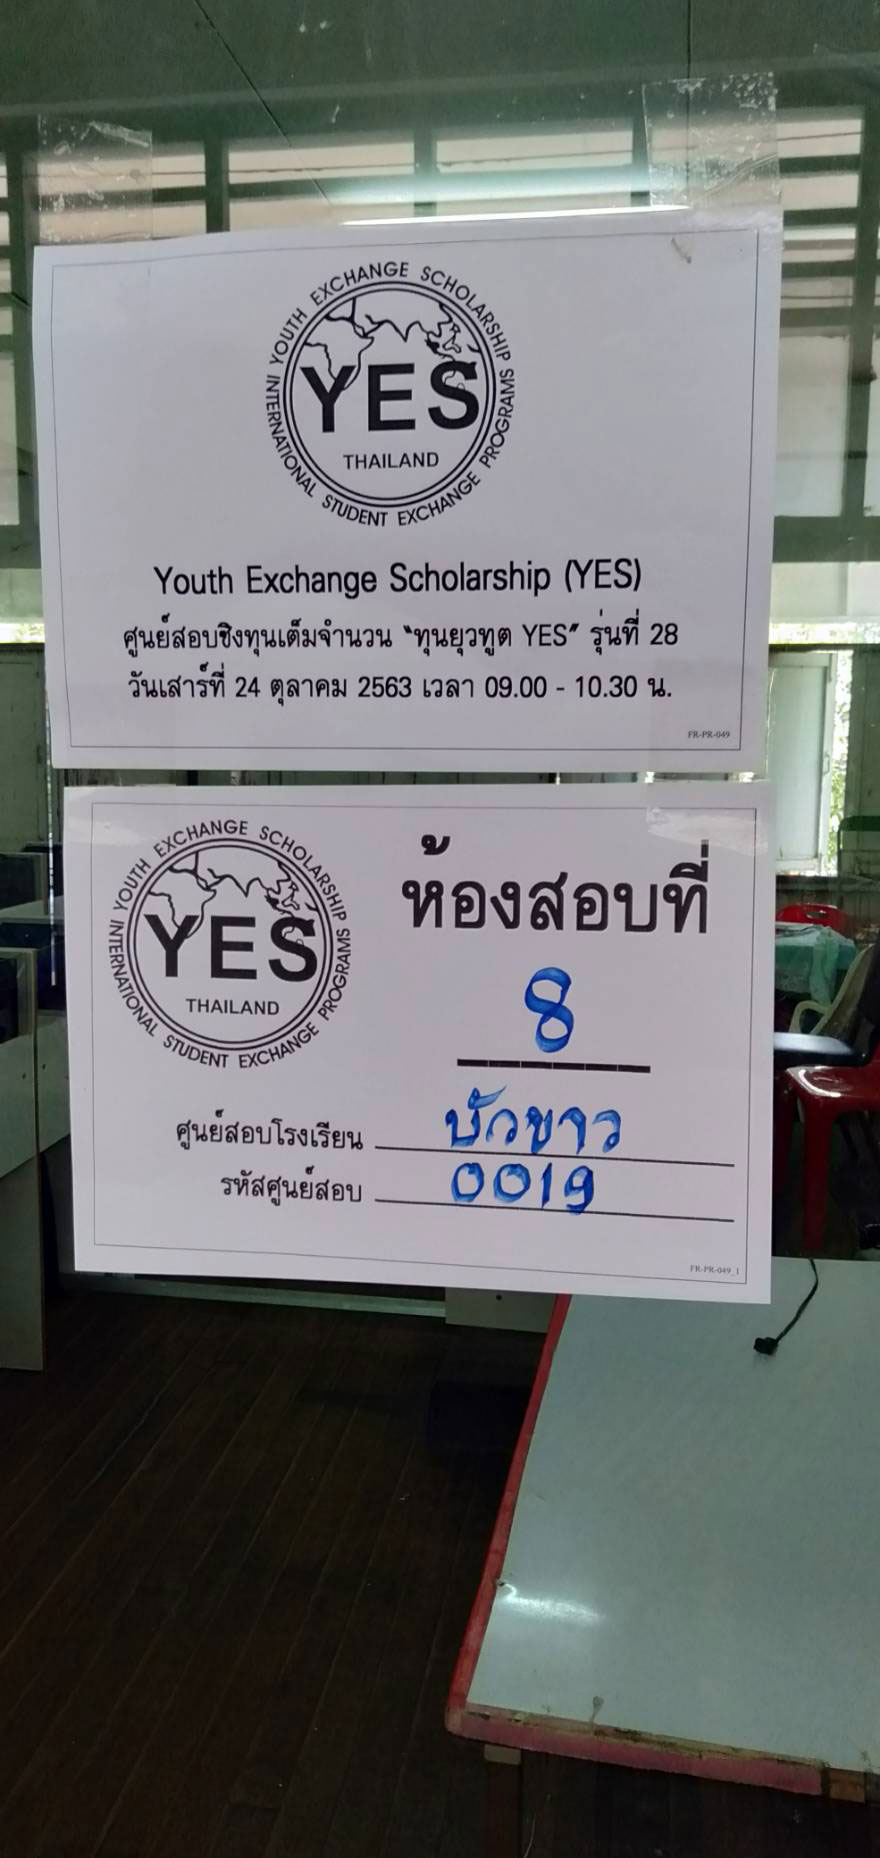 INTERNATIONAL YOUTH EXCHANGE SCHOLARSHIP
STUDENT EXCHANGE PROGRAMS
YES
THAILAND
Youth Exchange Scholarship (YES)
ศูนย์สอบชิงทุนเต็มจำนวน "ทุนยุวทูต YES" รุ่นที่ 28
วันเสาร์ที่ 24 ตุลาคม 2563 เวลา 09.00 - 10.30 น.
FR-PR-049
INTERNATIONAL YOUTH EXCHANGE SCHOLARSHIP
STUDENT EXCHANGE PROGRAMS
YES
THAILAND
ห้องสอบที่
8
ศูนย์สอบโรงเรียน บัวขาว
รหัสศูนย์สอบ 0019
FR-PR-049_1